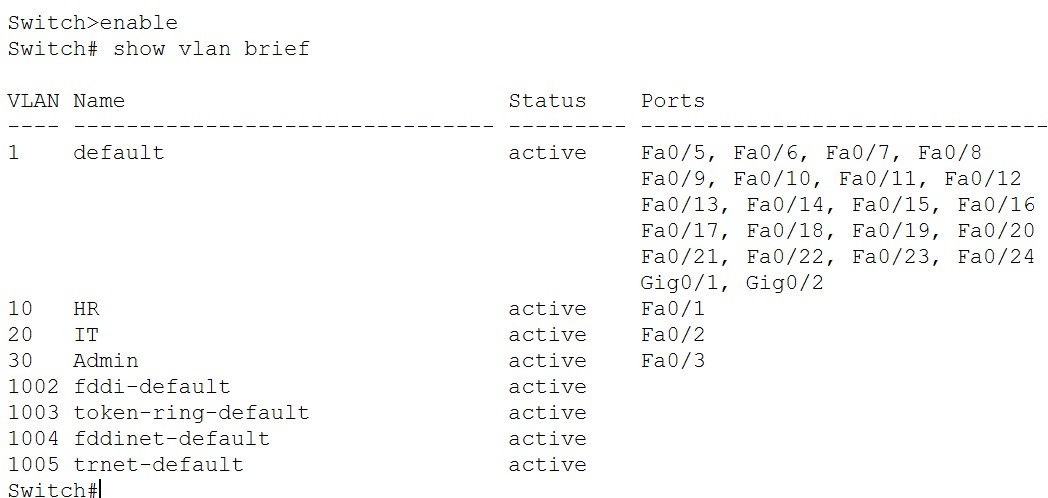 Switch>enable
Switch# show vlan brief
VLAN Name                             Status    Ports
---- -------------------------------- --------- -------------------------------
1    default                          active    Fa0/5, Fa0/6, Fa0/7, Fa0/8
                                                Fa0/9, Fa0/10, Fa0/11, Fa0/12
                                                Fa0/13, Fa0/14, Fa0/15, Fa0/16
                                                Fa0/17, Fa0/18, Fa0/19, Fa0/20
                                                Fa0/21, Fa0/22, Fa0/23, Fa0/24
                                                Gig0/1, Gig0/2
10   HR                               active    Fa0/1
20   IT                               active    Fa0/2
30   Admin                            active    Fa0/3
1002 fddi-default                     active
1003 token-ring-default               active
1004 fddinet-default                  active
1005 trnet-default                    active
Switch#